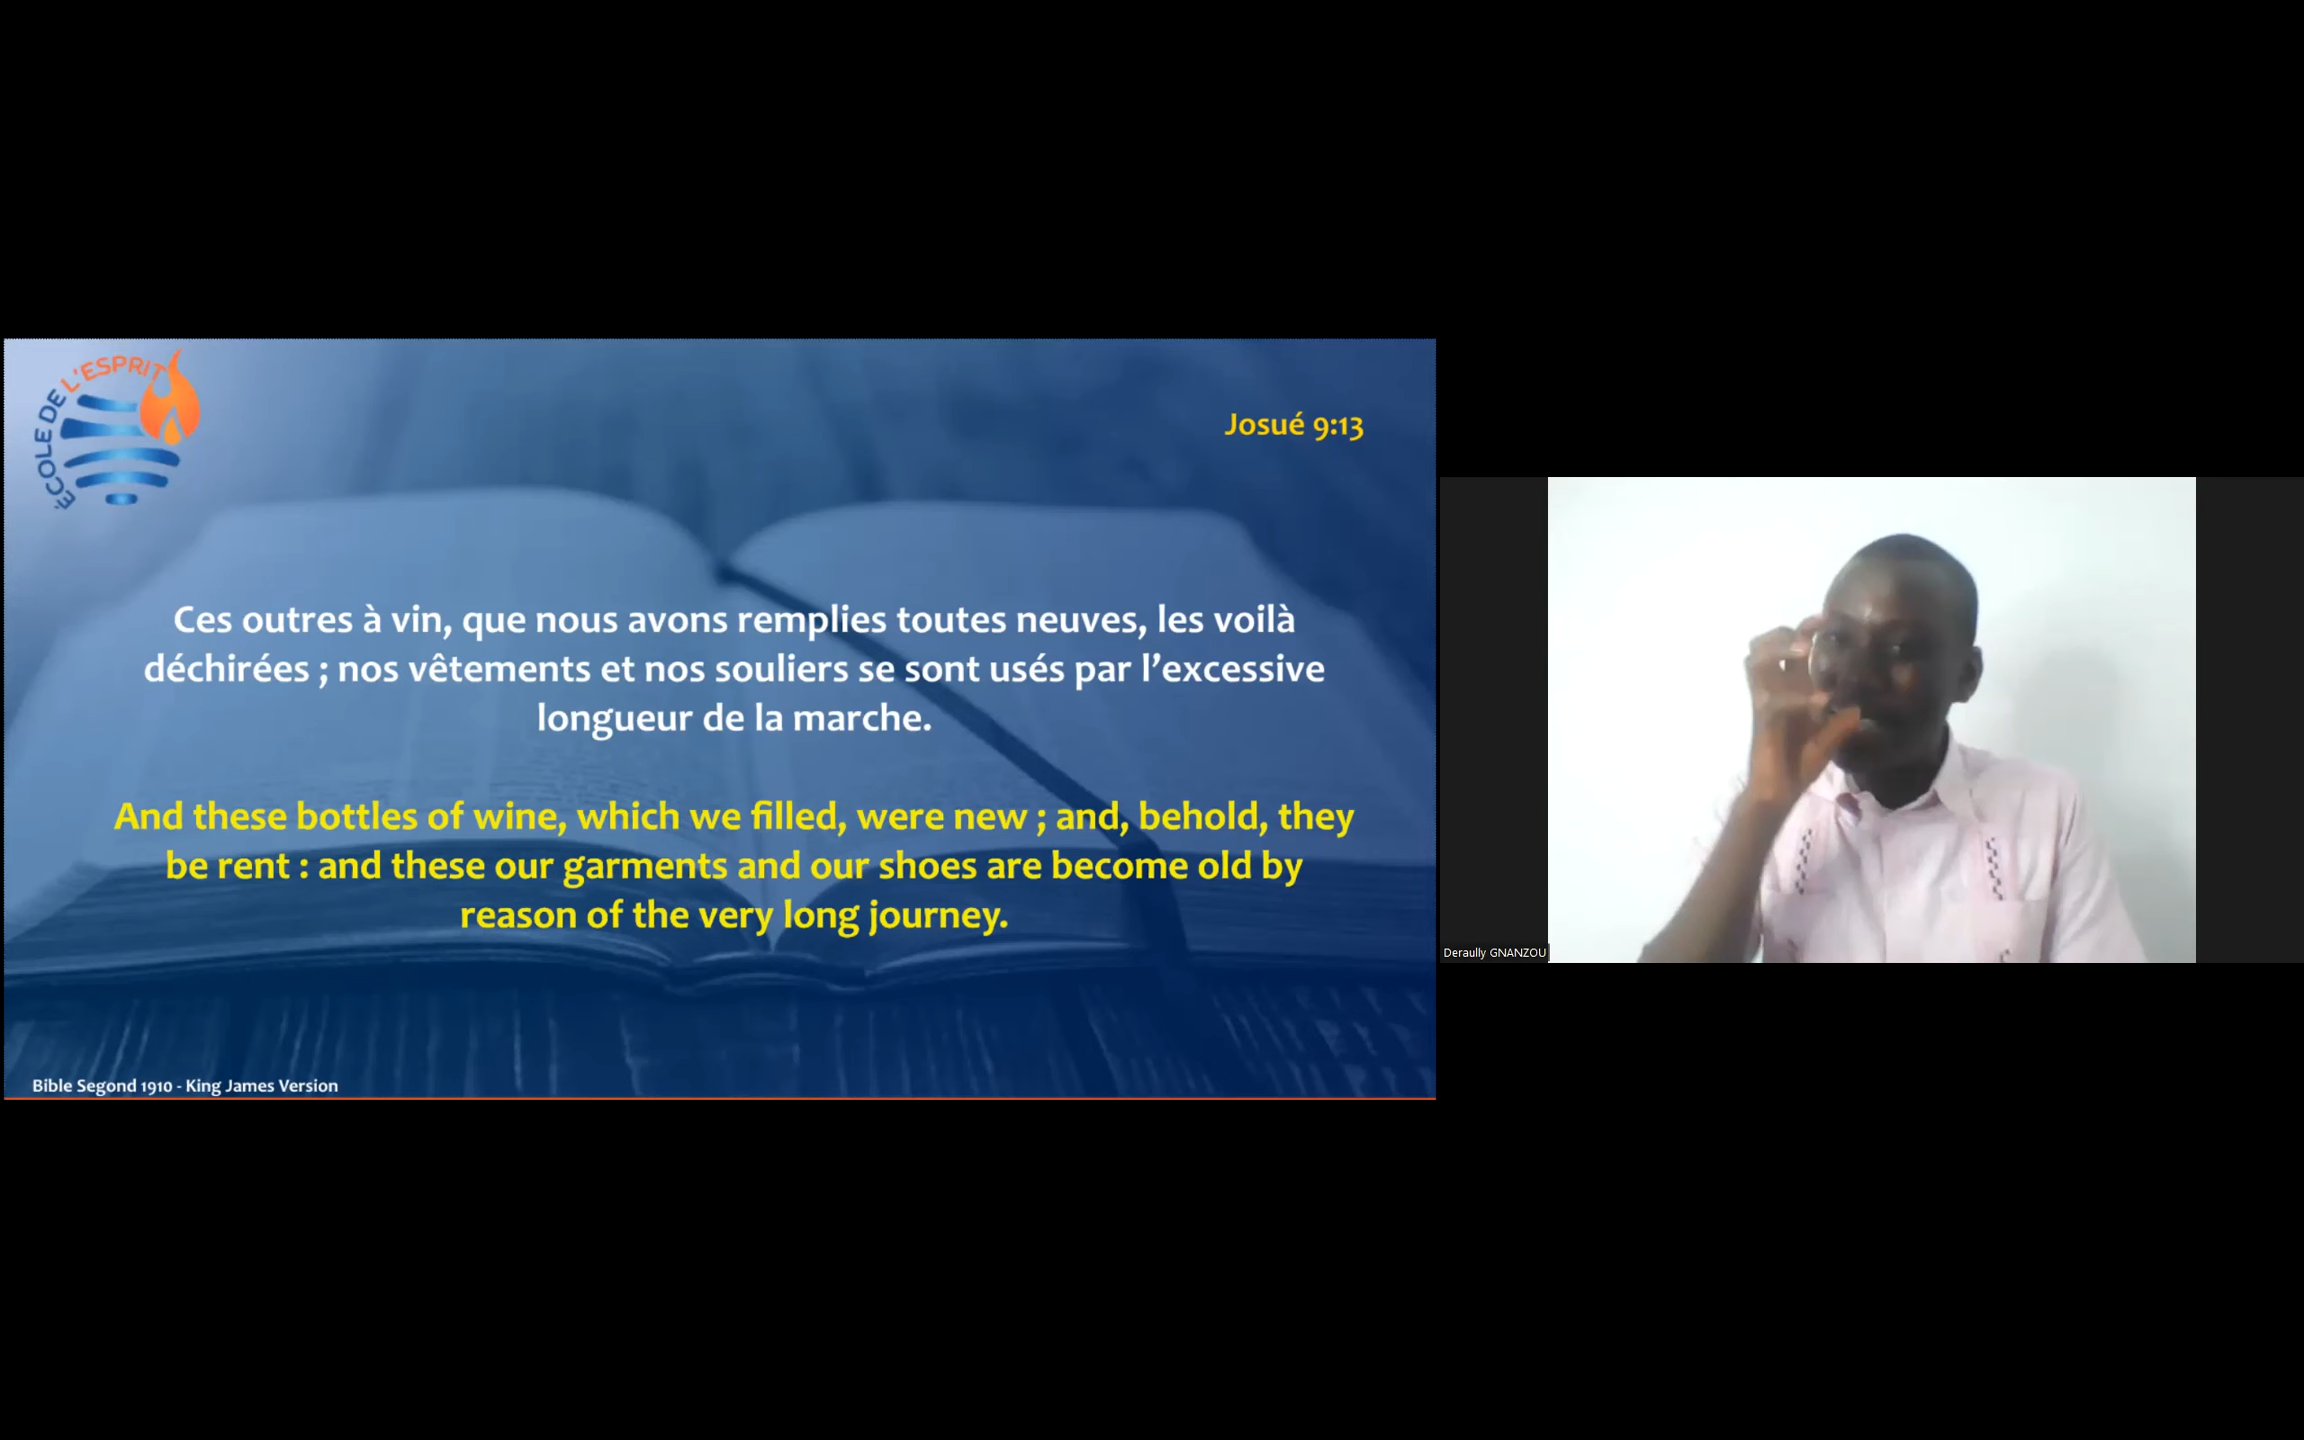 ÉCOLE DE L'ESPRIT
Josué 9:13
Ces outres à vin, que nous avons remplies toutes neuves, les voilà
déchirées ; nos vêtements et nos souliers se sont usés par l'excessive
longueur de la marche.
And these bottles of wine, which we filled, were new ; and, behold, they
be rent : and these our garments and our shoes are become old by
reason of the very long journey.
Bible Segond 1910 - King James Version
Deraully GNANZOU